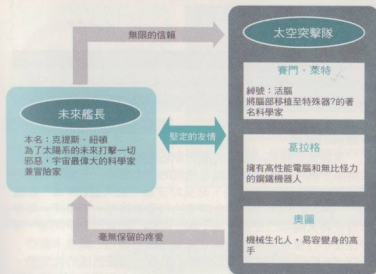 無限的信賴
太空突擊隊
賽門・萊特
綽號：活腦
將腦部移植至特殊器?的著
名科學家
未來艦長
本名：克提斯・紐頓
為了太陽系的未來打擊一切
邪惡，宇宙最偉大的科學家
兼冒險家
堅定的友情
葛拉格
擁有高性能電腦和無比怪力
的鋼鐵機器人
奧圖
機械生化人，易容變身的高
手
毫無保留的疼愛